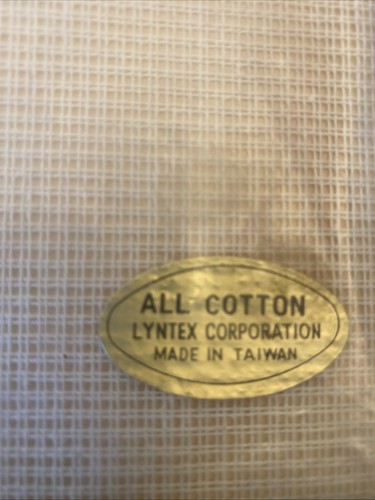 ALL COTTON
LYNTEX CORPORATION
MADE IN TAIWAN